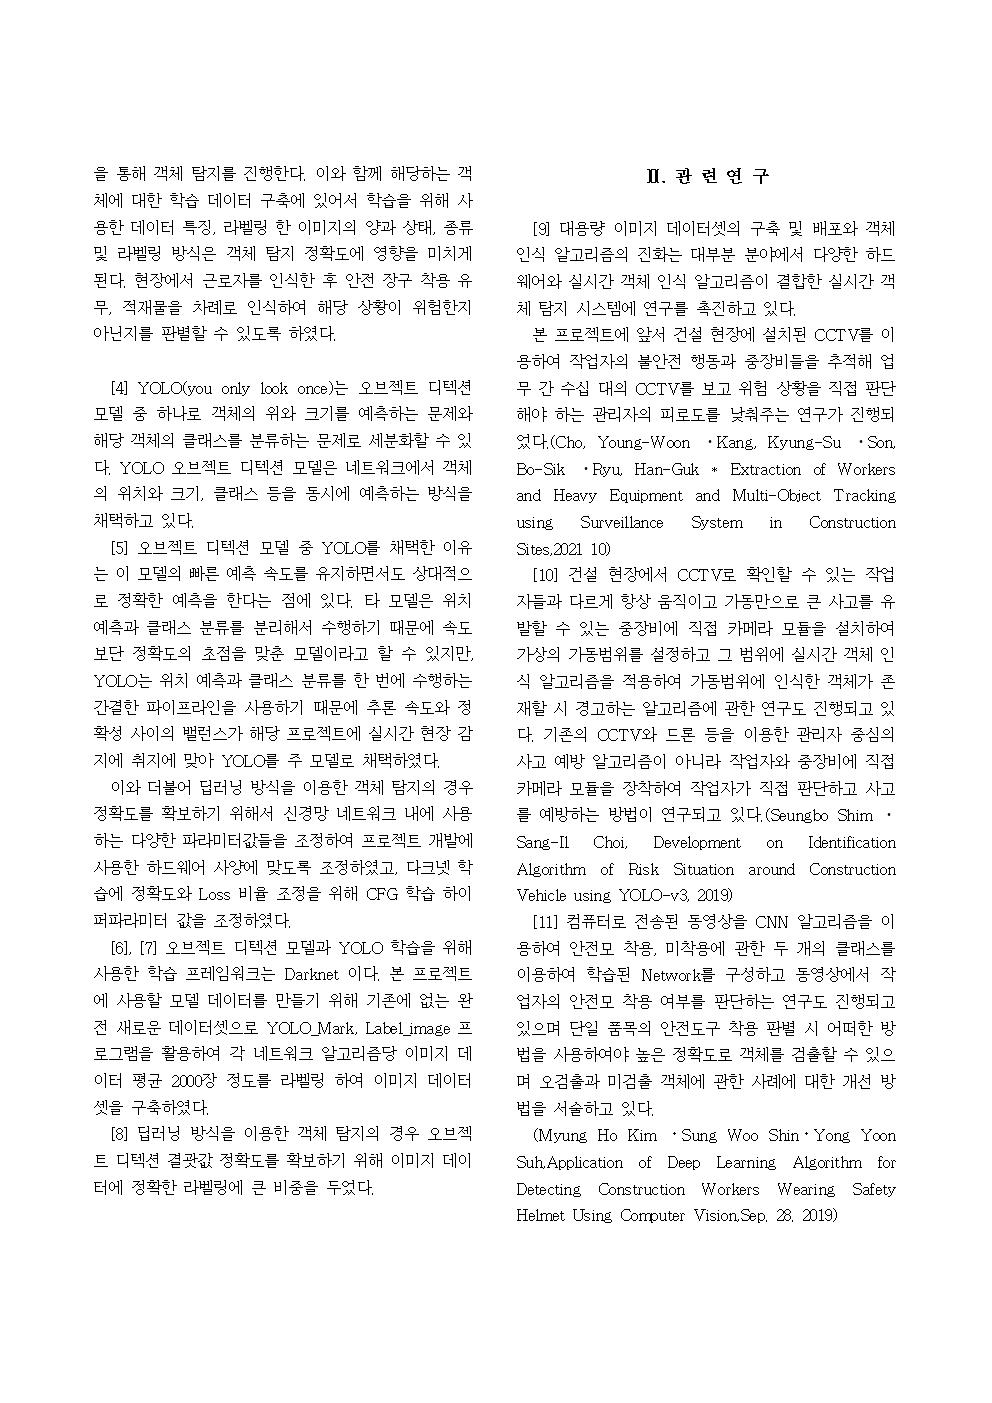 을 통해 객체 탐지를 진행한다. 이와 함께 해당하는 객
체에 대한 학습 데이터 구축에 있어서 학습을 위해 사
용한 데이터 특징, 라벨링 한 이미지의 양과 상태, 종류
및 라벨링 방식은 객체 탐지 정확도에 영향을 미치게
된다. 현장에서 근로자를 인식한 후 안전 장구 착용 유
무, 적재물을 차례로 인식하여 해당 상황이 위험한지
아닌지를 판별할 수 있도록 하였다.
[4] YOLO(you only look once)는 오브젝트 디텍션
모델 중 하나로 객체의 위와 크기를 예측하는 문제와
해당 객체의 클래스를 분류하는 문제로 세분화할 수 있
다. YOLO 오브젝트 디텍션 모델은 네트워크에서 객체
의 위치와 크기, 클래스 등을 동시에 예측하는 방식을
채택하고 있다.
[5] 오브젝트 디텍션 모델 중 YOLO를 채택한 이유
는 이 모델의 빠른 예측 속도를 유지하면서도 상대적으
로 정확한 예측을 한다는 점에 있다. 타 모델은 위치
예측과 클래스 분류를 분리해서 수행하기 때문에 속도
보단 정확도의 초점을 맞춘 모델이라고 할 수 있지만,
YOLO는 위치 예측과 클래스 분류를 한 번에 수행하는
간결한 파이프라인을 사용하기 때문에 추론 속도와 정
확성 사이의 밸런스가 해당 프로젝트에 실시간 현장 감
지에 취지에 맞아 YOLO를 주 모델로 채택하였다.
이와 더불어 딥러닝 방식을 이용한 객체 탐지의 경우
정확도를 확보하기 위해서 신경망 네트워크 내에 사용
하는 다양한 파라미터값들을 조정하여 프로젝트 개발에
사용한 하드웨어 사양에 맞도록 조정하였고, 다크넷 학
습에 정확도와 Loss 비율 조정을 위해 CFG 학습 하이
퍼파라미터 값을 조정하였다.
[6], [7] 오브젝트 디텍션 모델과 YOLO 학습을 위해
사용한 학습 프레임워크는 Darknet 이다. 본 프로젝트
에 사용할 모델 데이터를 만들기 위해 기존에 없는 완
전 새로운 데이터셋으로 YOLO_Mark, Label_image 프
로그램을 활용하여 각 네트워크 알고리즘당 이미지 데
이터 평균 2000장 정도를 라벨링 하여 이미지 데이터
셋을 구축하였다.
[8] 딥러닝 방식을 이용한 객체 탐지의 경우 오브젝
트 디텍션 결괏값 정확도를 확보하기 위해 이미지 데이
터에 정확한 라벨링에 큰 비중을 두었다.
Ⅱ. 관 련 연 구
[9] 대용량 이미지 데이터셋의 구축 및 배포와 객체
인식 알고리즘의 진화는 대부분 분야에서 다양한 하드
웨어와 실시간 객체 인식 알고리즘이 결합한 실시간 객
체 탐지 시스템에 연구를 촉진하고 있다.
본 프로젝트에 앞서 건설 현장에 설치된 CCTV를 이
용하여 작업자의 불안전 행동과 중장비들을 추적해 업
무 간 수십 대의 CCTV를 보고 위험 상황을 직접 판단
해야 하는 관리자의 피로도를 낮춰주는 연구가 진행되
었다.(Cho, Young-Woon ·Kang, Kyung-Su ·Son,
Bo-Sik ·Ryu, Han-Guk * Extraction of Workers
and Heavy Equipment and Multi-Object Tracking
using Surveillance System in Construction
Sites,2021 10)
[10] 건설 현장에서 CCTV로 확인할 수 있는 작업
자들과 다르게 항상 움직이고 가동만으로 큰 사고를 유
발할 수 있는 중장비에 직접 카메라 모듈을 설치하여
가상의 가동범위를 설정하고 그 범위에 실시간 객체 인
식 알고리즘을 적용하여 가동범위에 인식한 객체가 존
재할 시 경고하는 알고리즘에 관한 연구도 진행되고 있
다. 기존의 CCTV와 드론 등을 이용한 관리자 중심의
사고 예방 알고리즘이 아니라 작업자와 중장비에 직접
카메라 모듈을 장착하여 작업자가 직접 판단하고 사고
를 예방하는 방법이 연구되고 있다.(Seungbo Shim ·
Sang-Il Choi, Development on Identification
Algorithm of Risk Situation around Construction
Vehicle using YOLO-v3, 2019)
[11] 컴퓨터로 전송된 동영상을 CNN 알고리즘을 이
용하여 안전모 착용, 미착용에 관한 두 개의 클래스를
이용하여 학습된 Network를 구성하고 동영상에서 작
업자의 안전모 착용 여부를 판단하는 연구도 진행되고
있으며 단일 품목의 안전도구 착용 판별 시 어떠한 방
법을 사용하여야 높은 정확도로 객체를 검출할 수 있으
며 오검출과 미검출 객체에 관한 사례에 대한 개선 방
법을 서술하고 있다.
(Myung Ho Kim ·Sung Woo Shin·Yong Yoon
Suh,Application of Deep Learning Algorithm for
Detecting Construction Workers Wearing Safety
Helmet Using Computer Vision,Sep. 28, 2019)